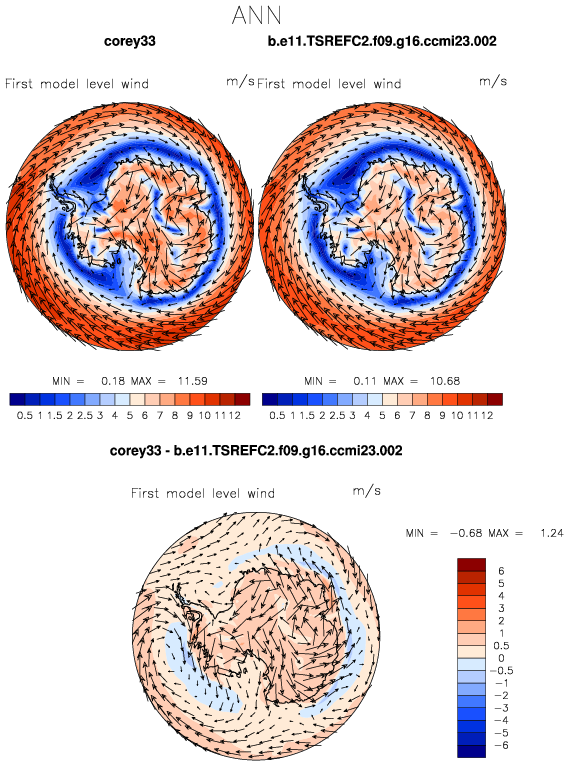 ANN
corey33
b.e11.TSREFC2.f09.g16.ccmi23.002
First model level wind m/s
First model level wind m/s
MIN = 0.18 MAX = 11.59
MIN = 0.11 MAX = 10.68
0.5 1 1.5 2 2.5 3 4 5 6 7 8 9 10 11 12
0.5 1 1.5 2 2.5 3 4 5 6 7 8 9 10 11 12
corey33 - b.e11.TSREFC2.f09.g16.ccmi23.002
First model level wind m/s
MIN = -0.68 MAX = 1.24
6
5
4
3
2
1
0.5
0
-0.5
-1
-2
-3
-4
-5
-6